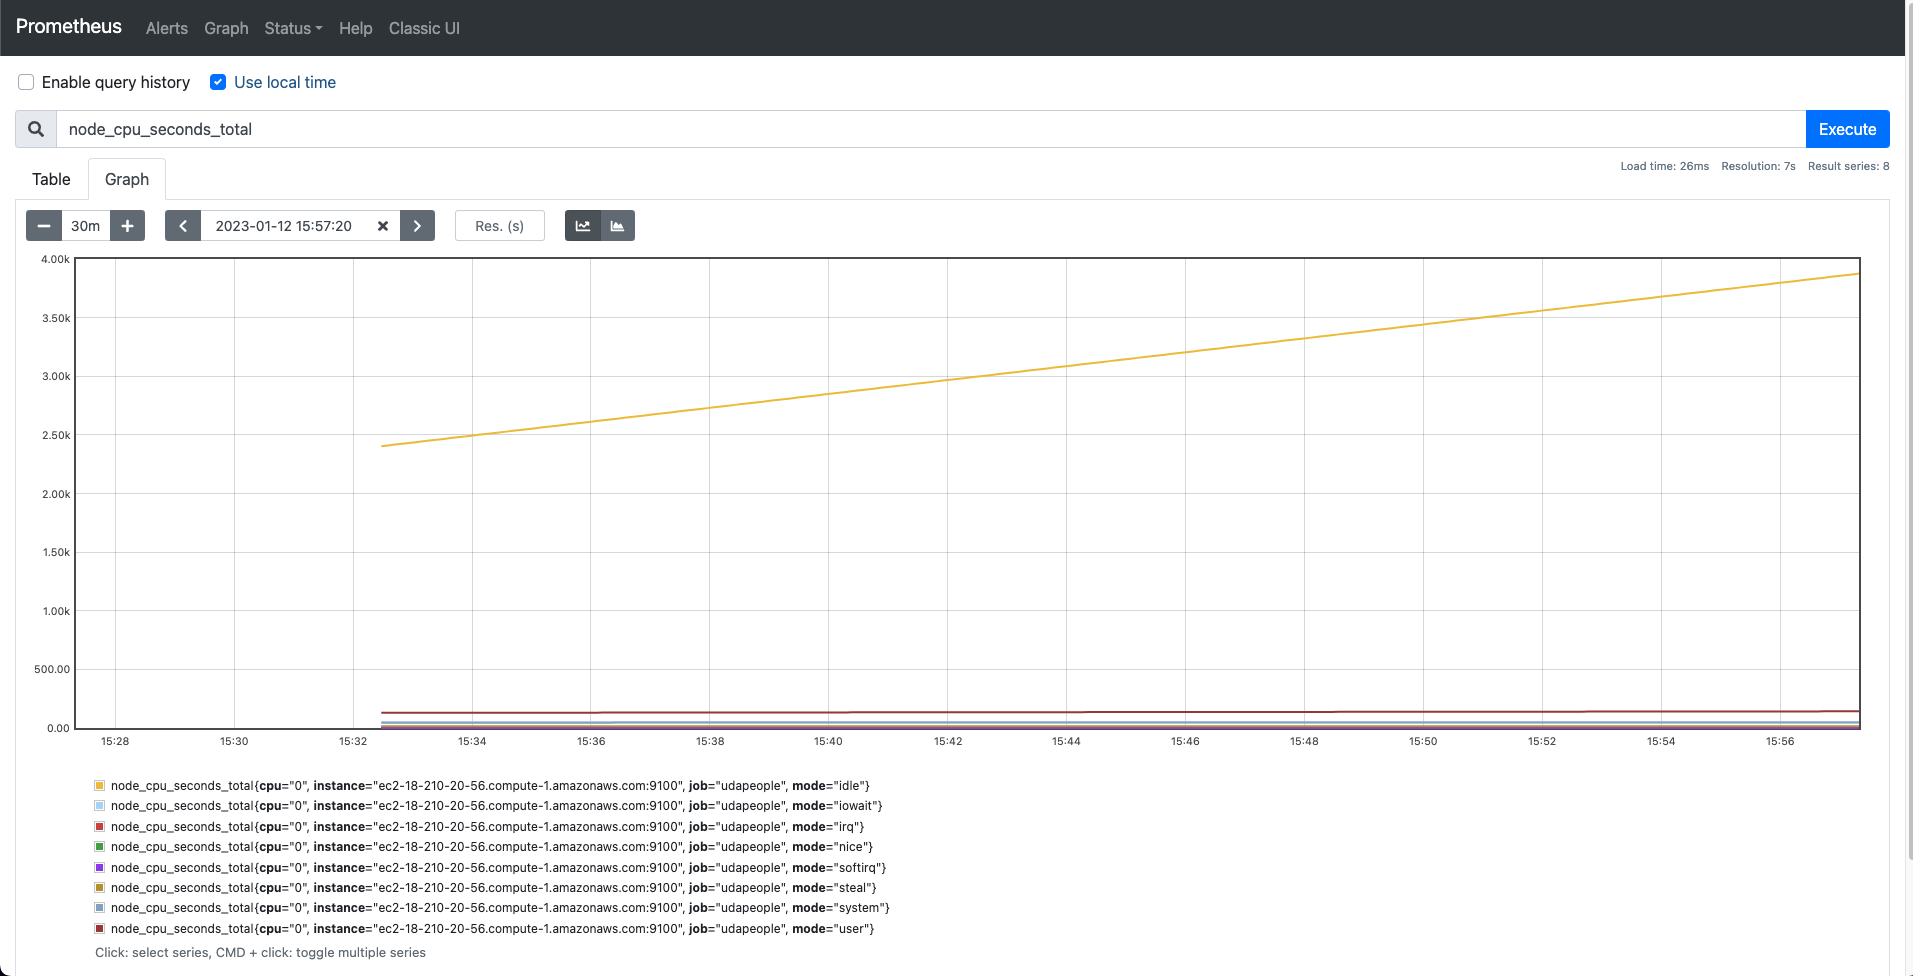 Prometheus Alerts Graph Status Help Classic UI
Enable query history Use local time
node_cpu_seconds_total Execute
Table Graph Load time: 26ms Resolution: 7s Result series: 8
30m 2023-01-12 15:57:20 Res. (s)
4.00k
3.50k
3.00k
2.50k
2.00k
1.50k
1.00k
500.00
0.00
15:28 15:30 15:32 15:34 15:36 15:38 15:40 15:42 15:44 15:46 15:48 15:50 15:52 15:54 15:56
node_cpu_seconds_total{cpu="0", instance="ec2-18-210-20-56.compute-1.amazonaws.com:9100", job="udapeople", mode="idle"}
node_cpu_seconds_total{cpu="0", instance="ec2-18-210-20-56.compute-1.amazonaws.com:9100", job="udapeople", mode="iowait"}
node_cpu_seconds_total{cpu="0", instance="ec2-18-210-20-56.compute-1.amazonaws.com:9100", job="udapeople", mode="irq"}
node_cpu_seconds_total{cpu="0", instance="ec2-18-210-20-56.compute-1.amazonaws.com:9100", job="udapeople", mode="nice"}
node_cpu_seconds_total{cpu="0", instance="ec2-18-210-20-56.compute-1.amazonaws.com:9100", job="udapeople", mode="softirq"}
node_cpu_seconds_total{cpu="0", instance="ec2-18-210-20-56.compute-1.amazonaws.com:9100", job="udapeople", mode="steal"}
node_cpu_seconds_total{cpu="0", instance="ec2-18-210-20-56.compute-1.amazonaws.com:9100", job="udapeople", mode="system"}
node_cpu_seconds_total{cpu="0", instance="ec2-18-210-20-56.compute-1.amazonaws.com:9100", job="udapeople", mode="user"}
Click: select series, CMD + click: toggle multiple series